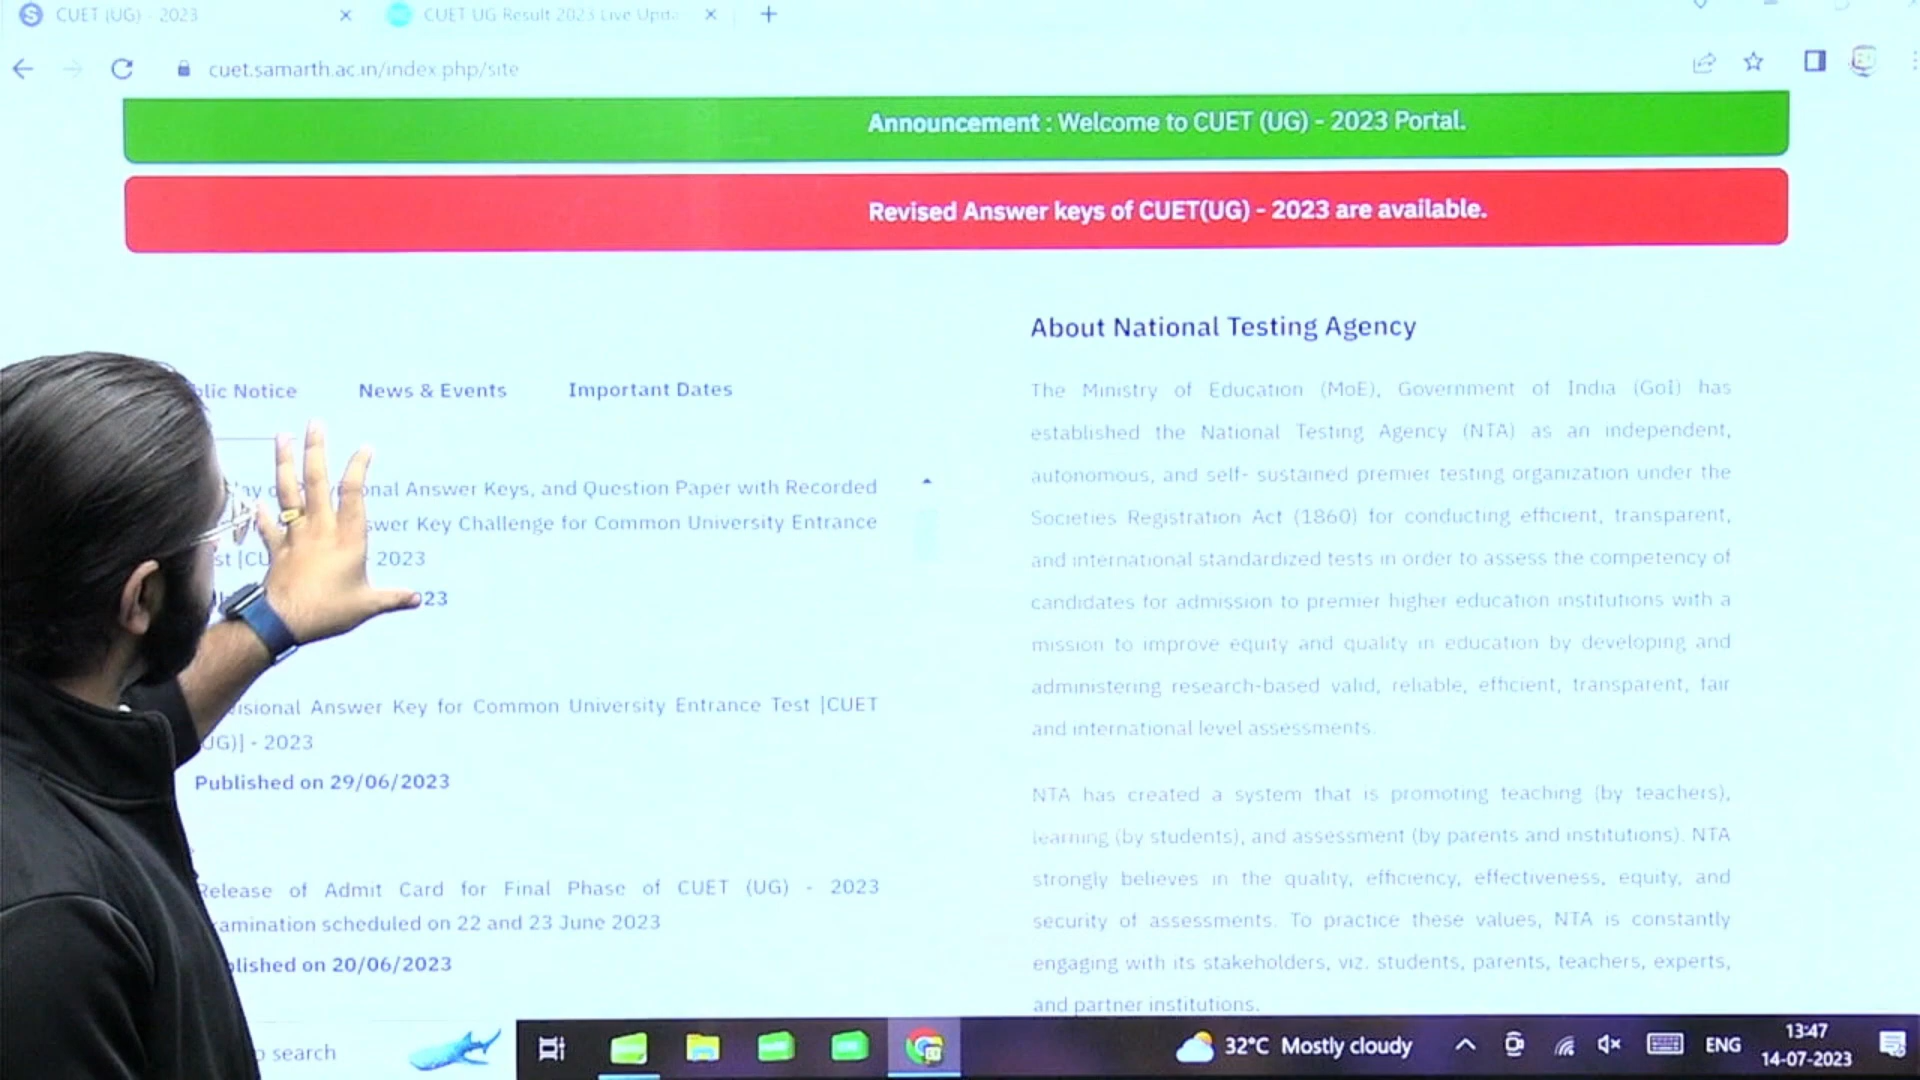 CUET (UG) - 2023
CUET UG Result 2023 Live Upd
cuet.samarth.ac.in/index.php/site
Announcement : Welcome to CUET (UG) - 2023 Portal.
Revised Answer keys of CUET(UG) - 2023 are available.
blic Notice
News & Events
Important Dates
onal Answer Keys, and Question Paper with Recorded
swer Key Challenge for Common University Entrance
st [CU 2023
23
visional Answer Key for Common University Entrance Test [CUET
UG)] - 2023
Published on 29/06/2023
Release of Admit Card for Final Phase of CUET (UG) - 2023
amination scheduled on 22 and 23 June 2023
blished on 20/06/2023
About National Testing Agency
The Ministry of Education (MoE), Government of India (GoI) has
established the National Testing Agency (NTA) as an independent,
autonomous, and self- sustained premier testing organization under the
Societies Registration Act (1860) for conducting efficient, transparent,
and international standardized tests in order to assess the competency of
candidates for admission to premier higher education institutions with a
mission to improve equity and quality in education by developing and
administering research-based valid, reliable, efficient, transparent, fair
and international level assessments.
NTA has created a system that is promoting teaching (by teachers),
learning (by students), and assessment (by parents and institutions). NTA
strongly believes in the quality, efficiency, effectiveness, equity, and
security of assessments. To practice these values, NTA is constantly
engaging with its stakeholders, viz. students, parents, teachers, experts,
and partner institutions.
o search
32°C Mostly cloudy
ENG
13:47
14-07-2023